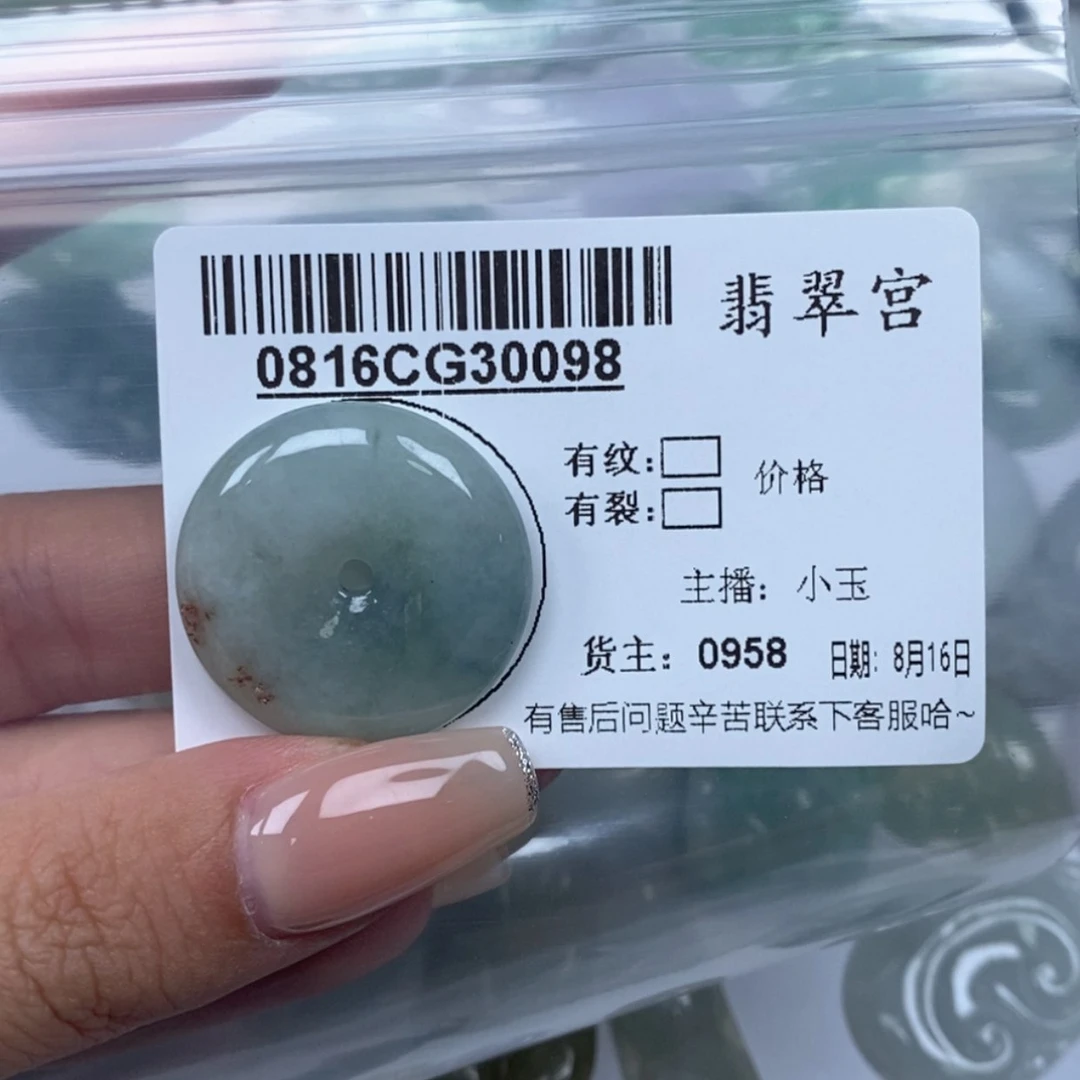 翡翠宫
0816CG30098
有纹：
价格
有裂：
主播：小玉
货主：0958 日期：8月16日
有售后问题辛苦联系下客服哈~